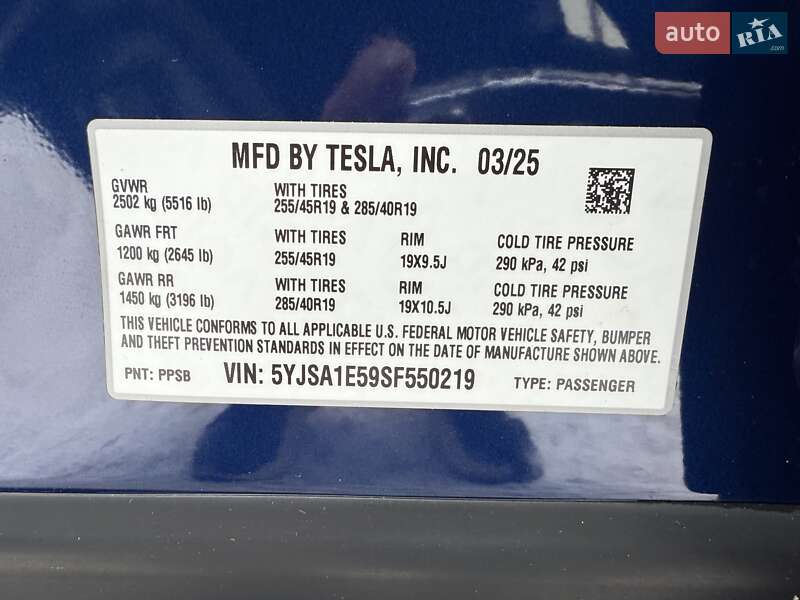 auto RIA.com
MFD BY TESLA, INC. 03/25
GVWR
2502 kg (5516 lb)
WITH TIRES
255/45R19 & 285/40R19
GAWR FRT
1200 kg (2645 lb)
WITH TIRES
255/45R19
RIM
19X9.5J
COLD TIRE PRESSURE
290 kPa, 42 psi
GAWR RR
1450 kg (3196 lb)
WITH TIRES
285/40R19
RIM
19X10.5J
COLD TIRE PRESSURE
290 kPa, 42 psi
THIS VEHICLE CONFORMS TO ALL APPLICABLE U.S. FEDERAL MOTOR VEHICLE SAFETY, BUMPER
AND THEFT PREVENTION STANDARDS IN EFFECT ON THE DATE OF MANUFACTURE SHOWN ABOVE.
PNT: PPSB VIN: 5YJSA1E59SF550219 TYPE: PASSENGER